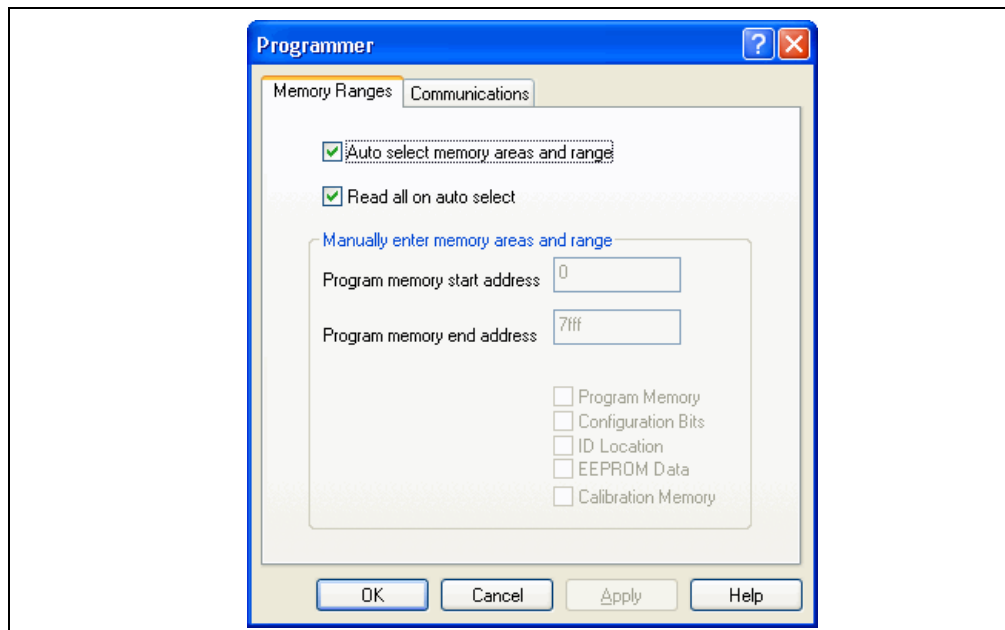 Programmer
Memory Ranges Communications
Auto select memory areas and range
Read all on auto select
Manually enter memory areas and range
Program memory start address 0
Program memory end address 7fff
Program Memory
Configuration Bits
ID Location
EEPROM Data
Calibration Memory
OK Cancel Apply Help